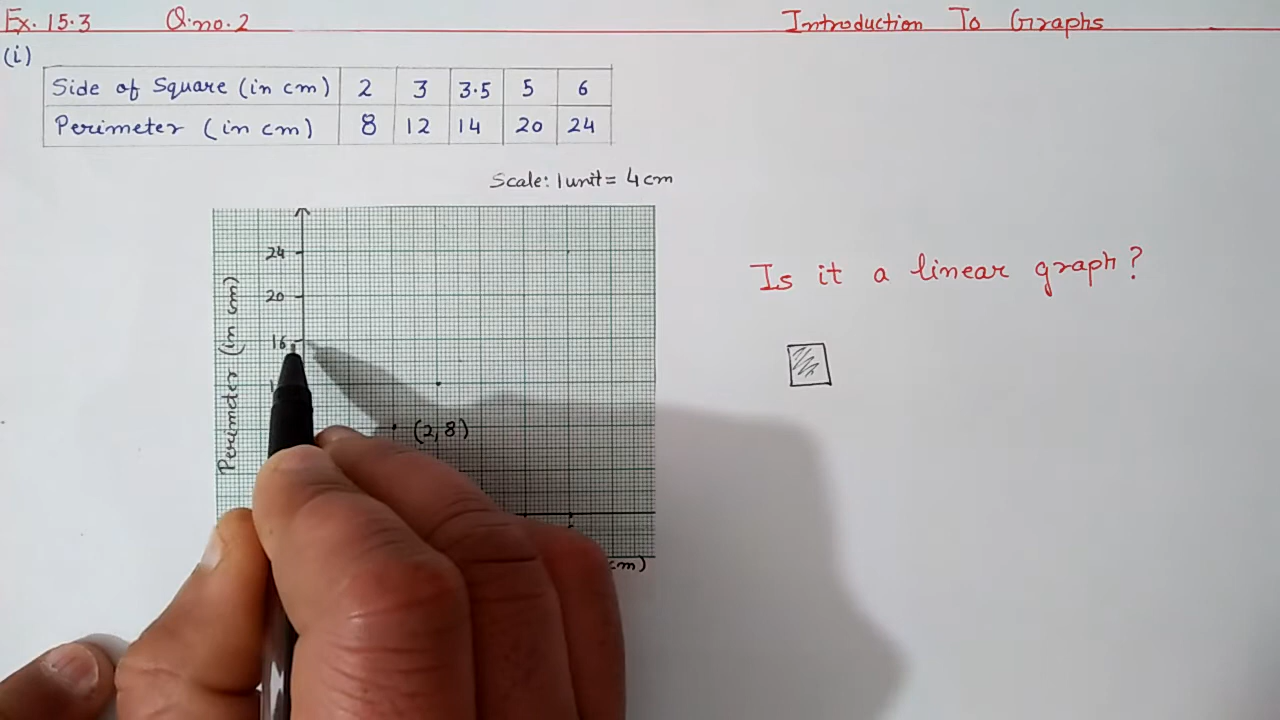 Ex. 15.3 Q.no.2 Introduction To Graphs
(i)
Side of Square (in cm) 2 3 3.5 5 6
Perimeter (in cm) 8 12 14 20 24
Scale: 1 unit = 4 cm
24
20
16
Perimeter (in cm)
(2,8)
cm)
Is it a linear graph?